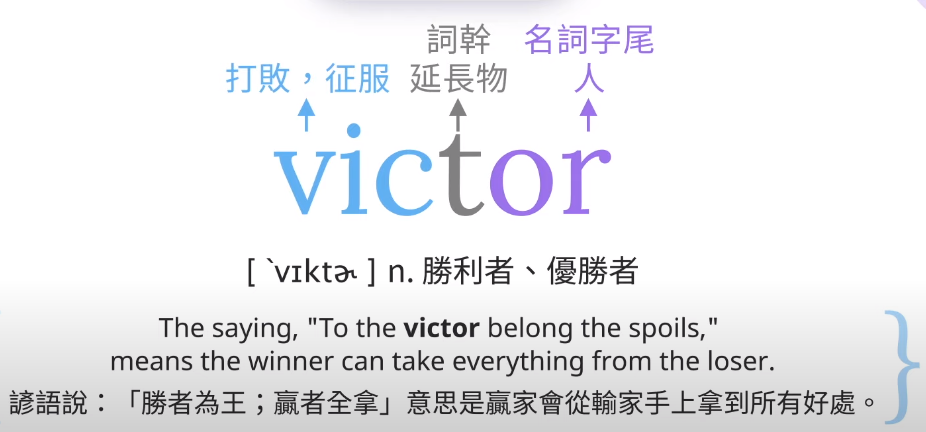 詞幹 名詞字尾
打敗，征服 延長物 人
victor
[ ˋvɪktɚ ] n. 勝利者、優勝者
The saying, "To the victor belong the spoils,"
means the winner can take everything from the loser.
諺語說：「勝者為王；贏者全拿」意思是贏家會從輸家手上拿到所有好處。